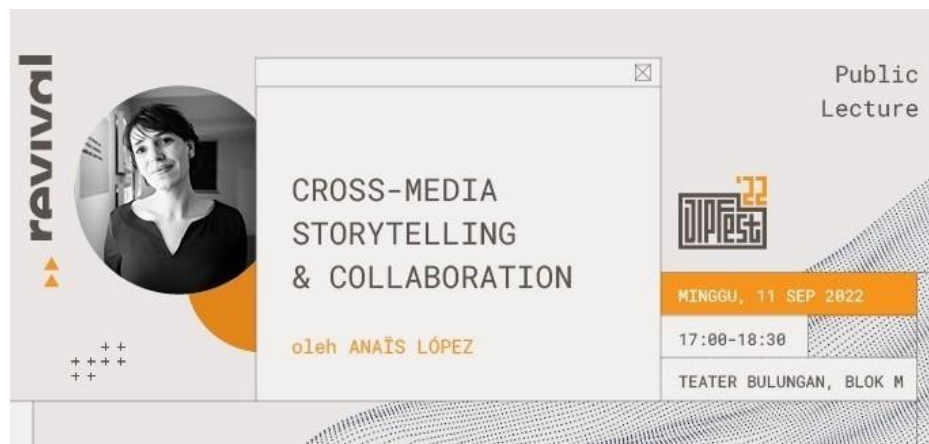 revival
Public
Lecture
CROSS-MEDIA
STORYTELLING
& COLLABORATION
oleh ANAÏS LÓPEZ
'22
JIPFest
MINGGU, 11 SEP 2022
17:00-18:30
TEATER BULUNGAN, BLOK M